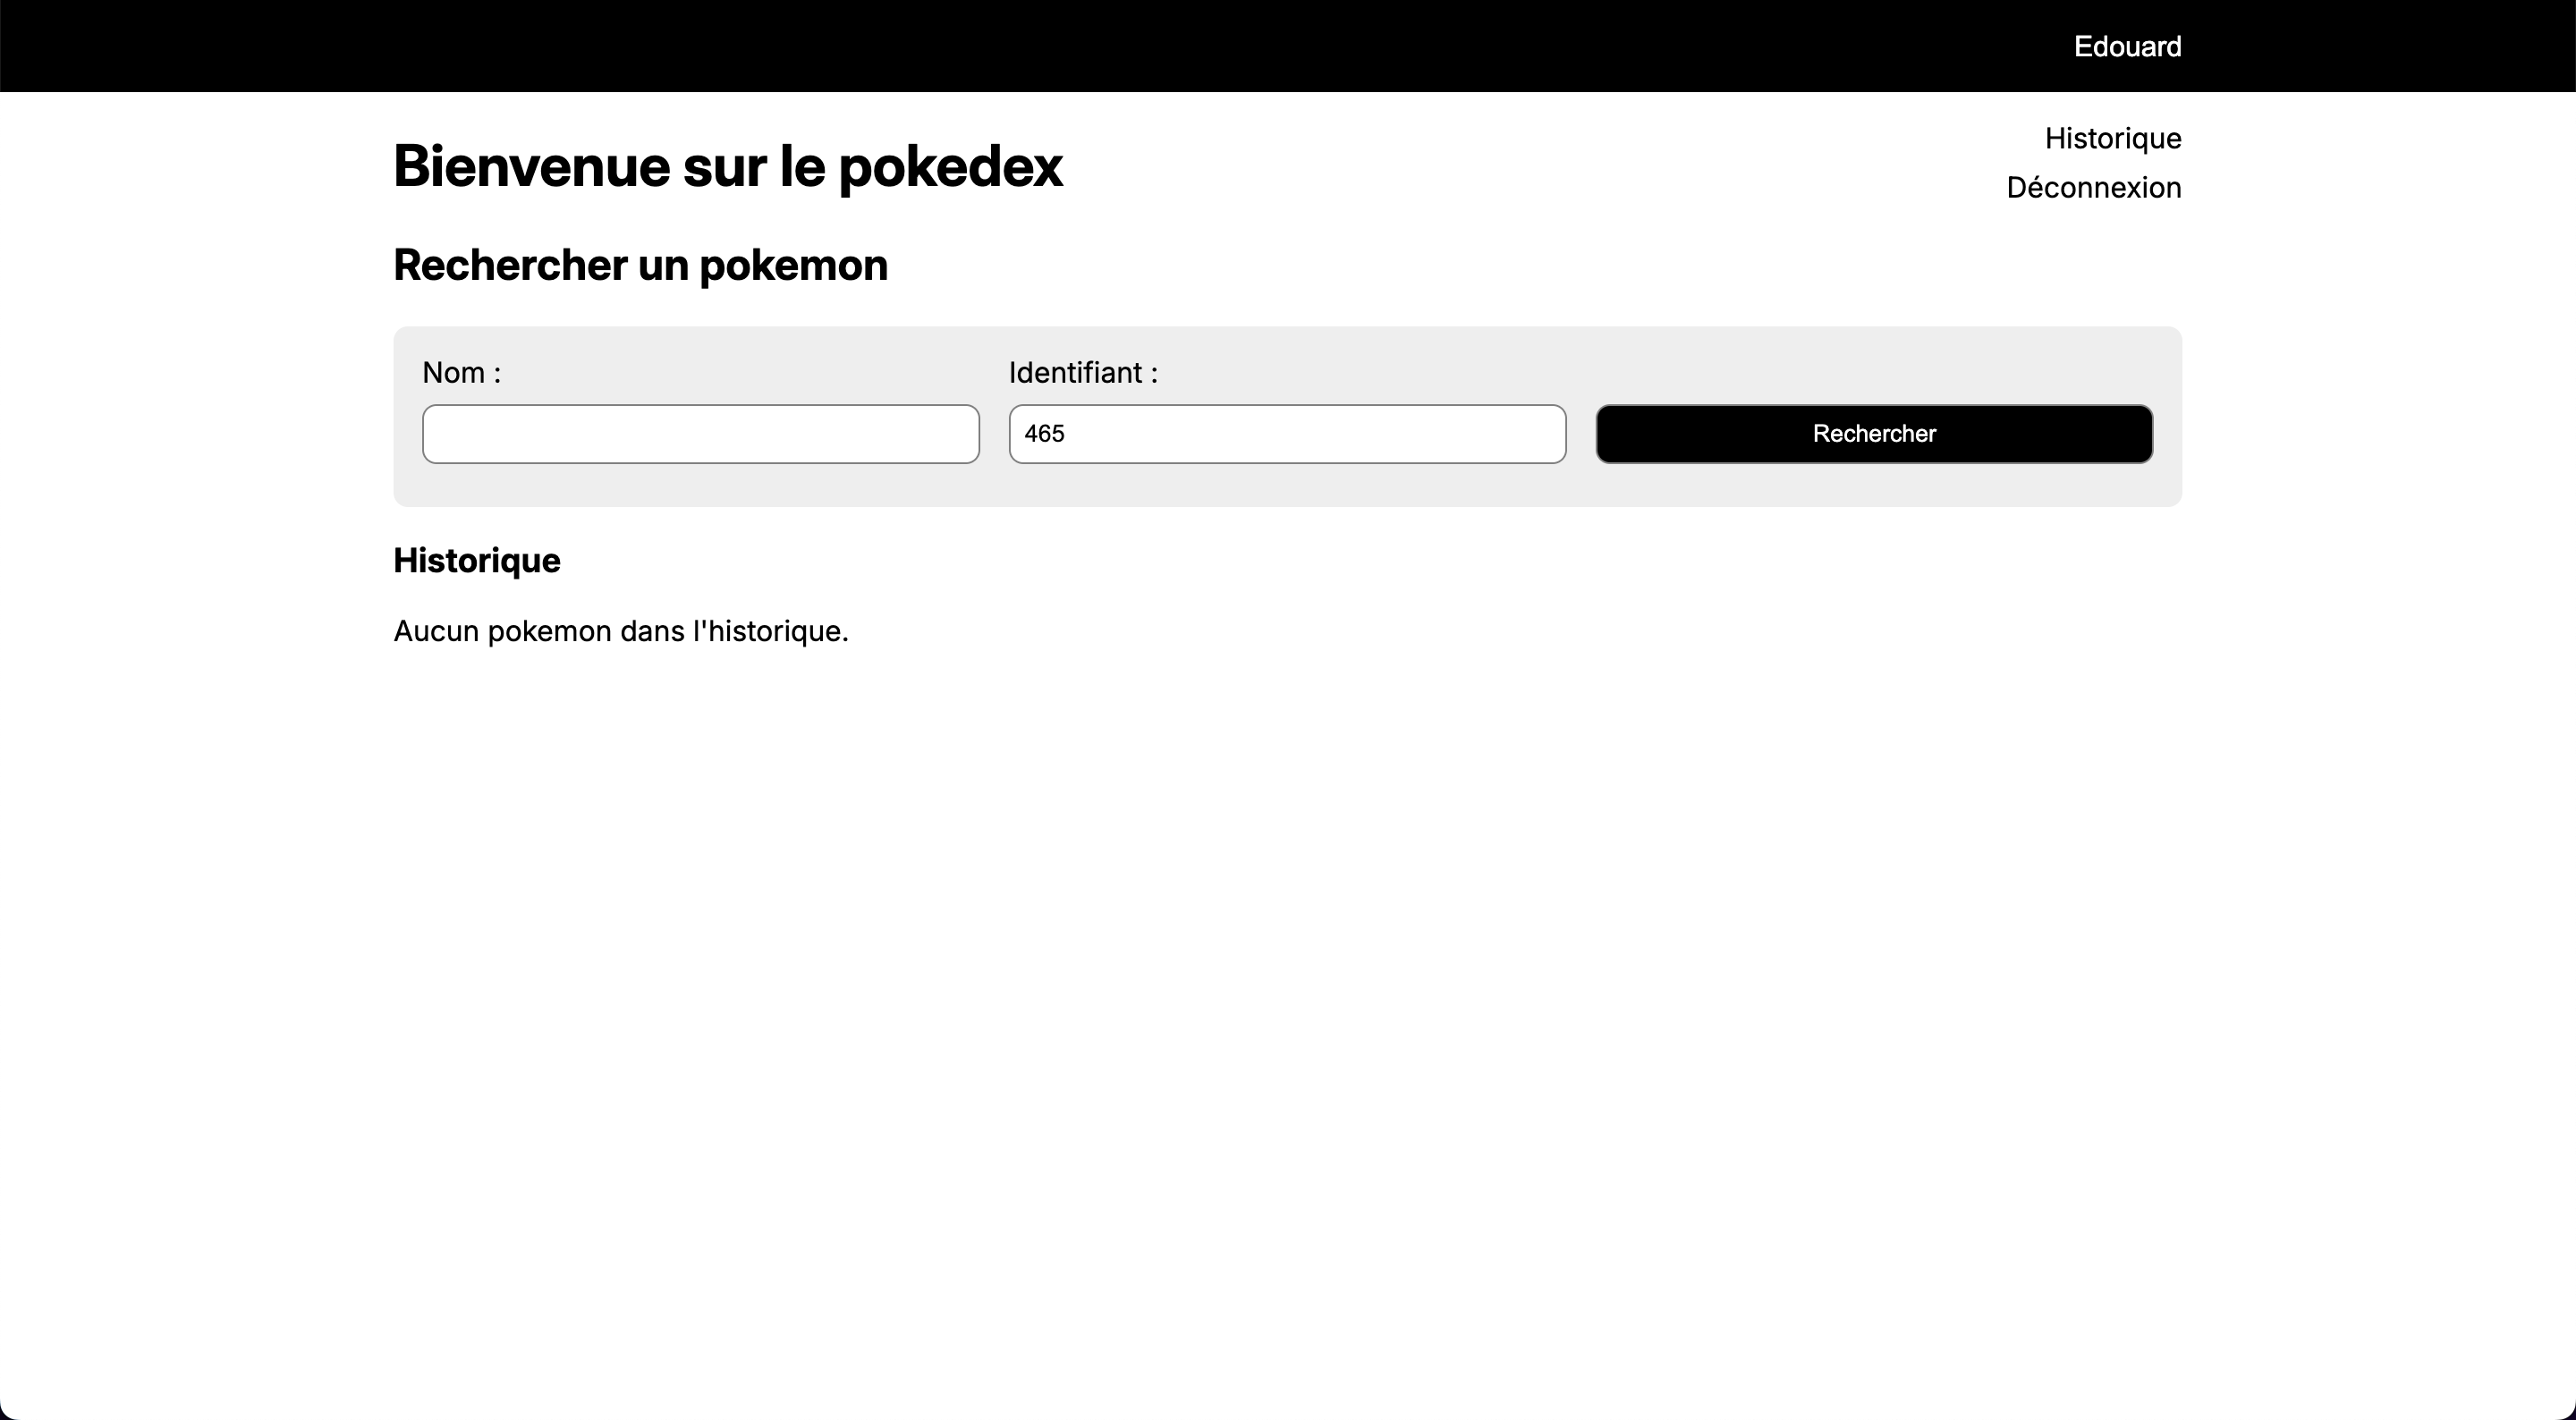 Edouard
Historique
Déconnexion
Bienvenue sur le pokedex
Rechercher un pokemon
Nom :
Identifiant :
465
Rechercher
Historique
Aucun pokemon dans l'historique.